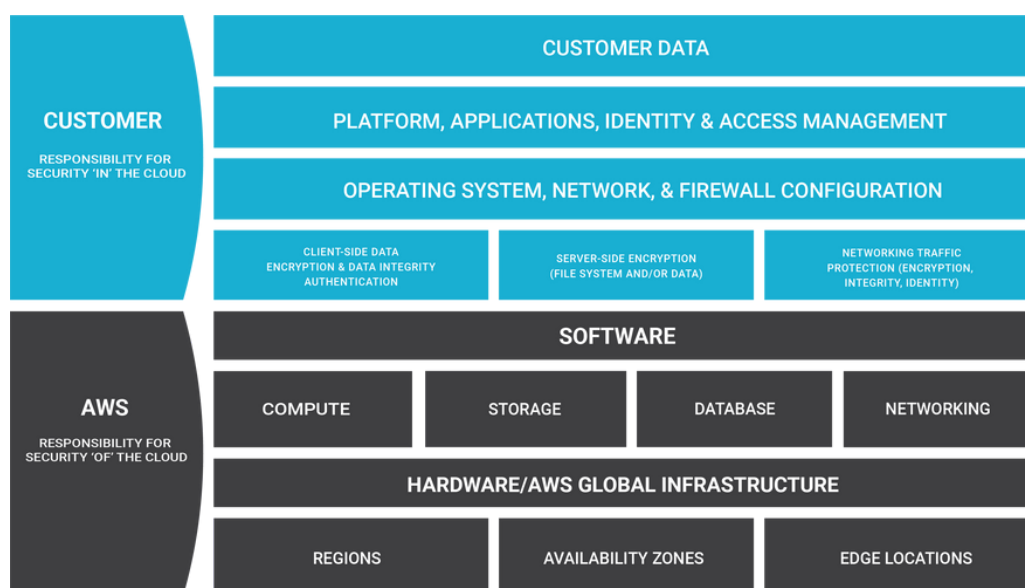 CUSTOMER DATA
CUSTOMER
RESPONSIBILITY FOR
SECURITY ‘IN’ THE CLOUD
PLATFORM, APPLICATIONS, IDENTITY & ACCESS MANAGEMENT
OPERATING SYSTEM, NETWORK, & FIREWALL CONFIGURATION
CLIENT-SIDE DATA
ENCRYPTION & DATA INTEGRITY
AUTHENTICATION
SERVER-SIDE ENCRYPTION
(FILE SYSTEM AND/OR DATA)
NETWORKING TRAFFIC
PROTECTION (ENCRYPTION,
INTEGRITY, IDENTITY)
AWS
RESPONSIBILITY FOR
SECURITY ‘OF’ THE CLOUD
SOFTWARE
COMPUTE
STORAGE
DATABASE
NETWORKING
HARDWARE/AWS GLOBAL INFRASTRUCTURE
REGIONS
AVAILABILITY ZONES
EDGE LOCATIONS